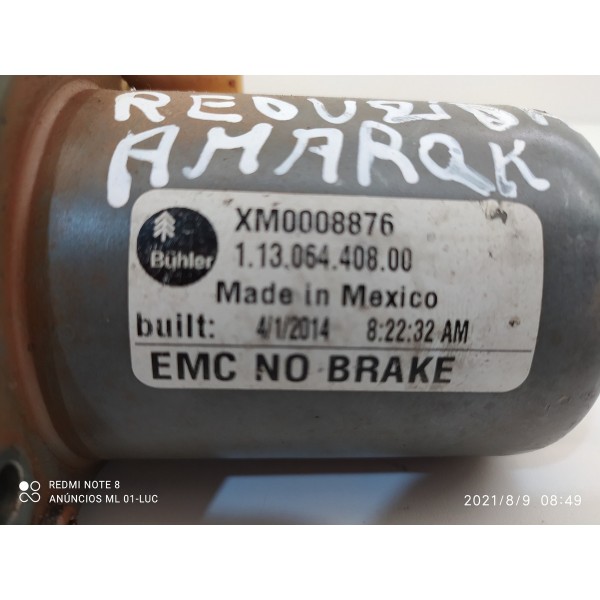 AMAROK
Bühler
XM0008876
1.13.064.408.00
Made in Mexico
built: 4/1/2014 8:22:32 AM
EMC NO BRAKE
REDMI NOTE 8
ANÚNCIOS ML 01-LUC
2021/8/9 08:49